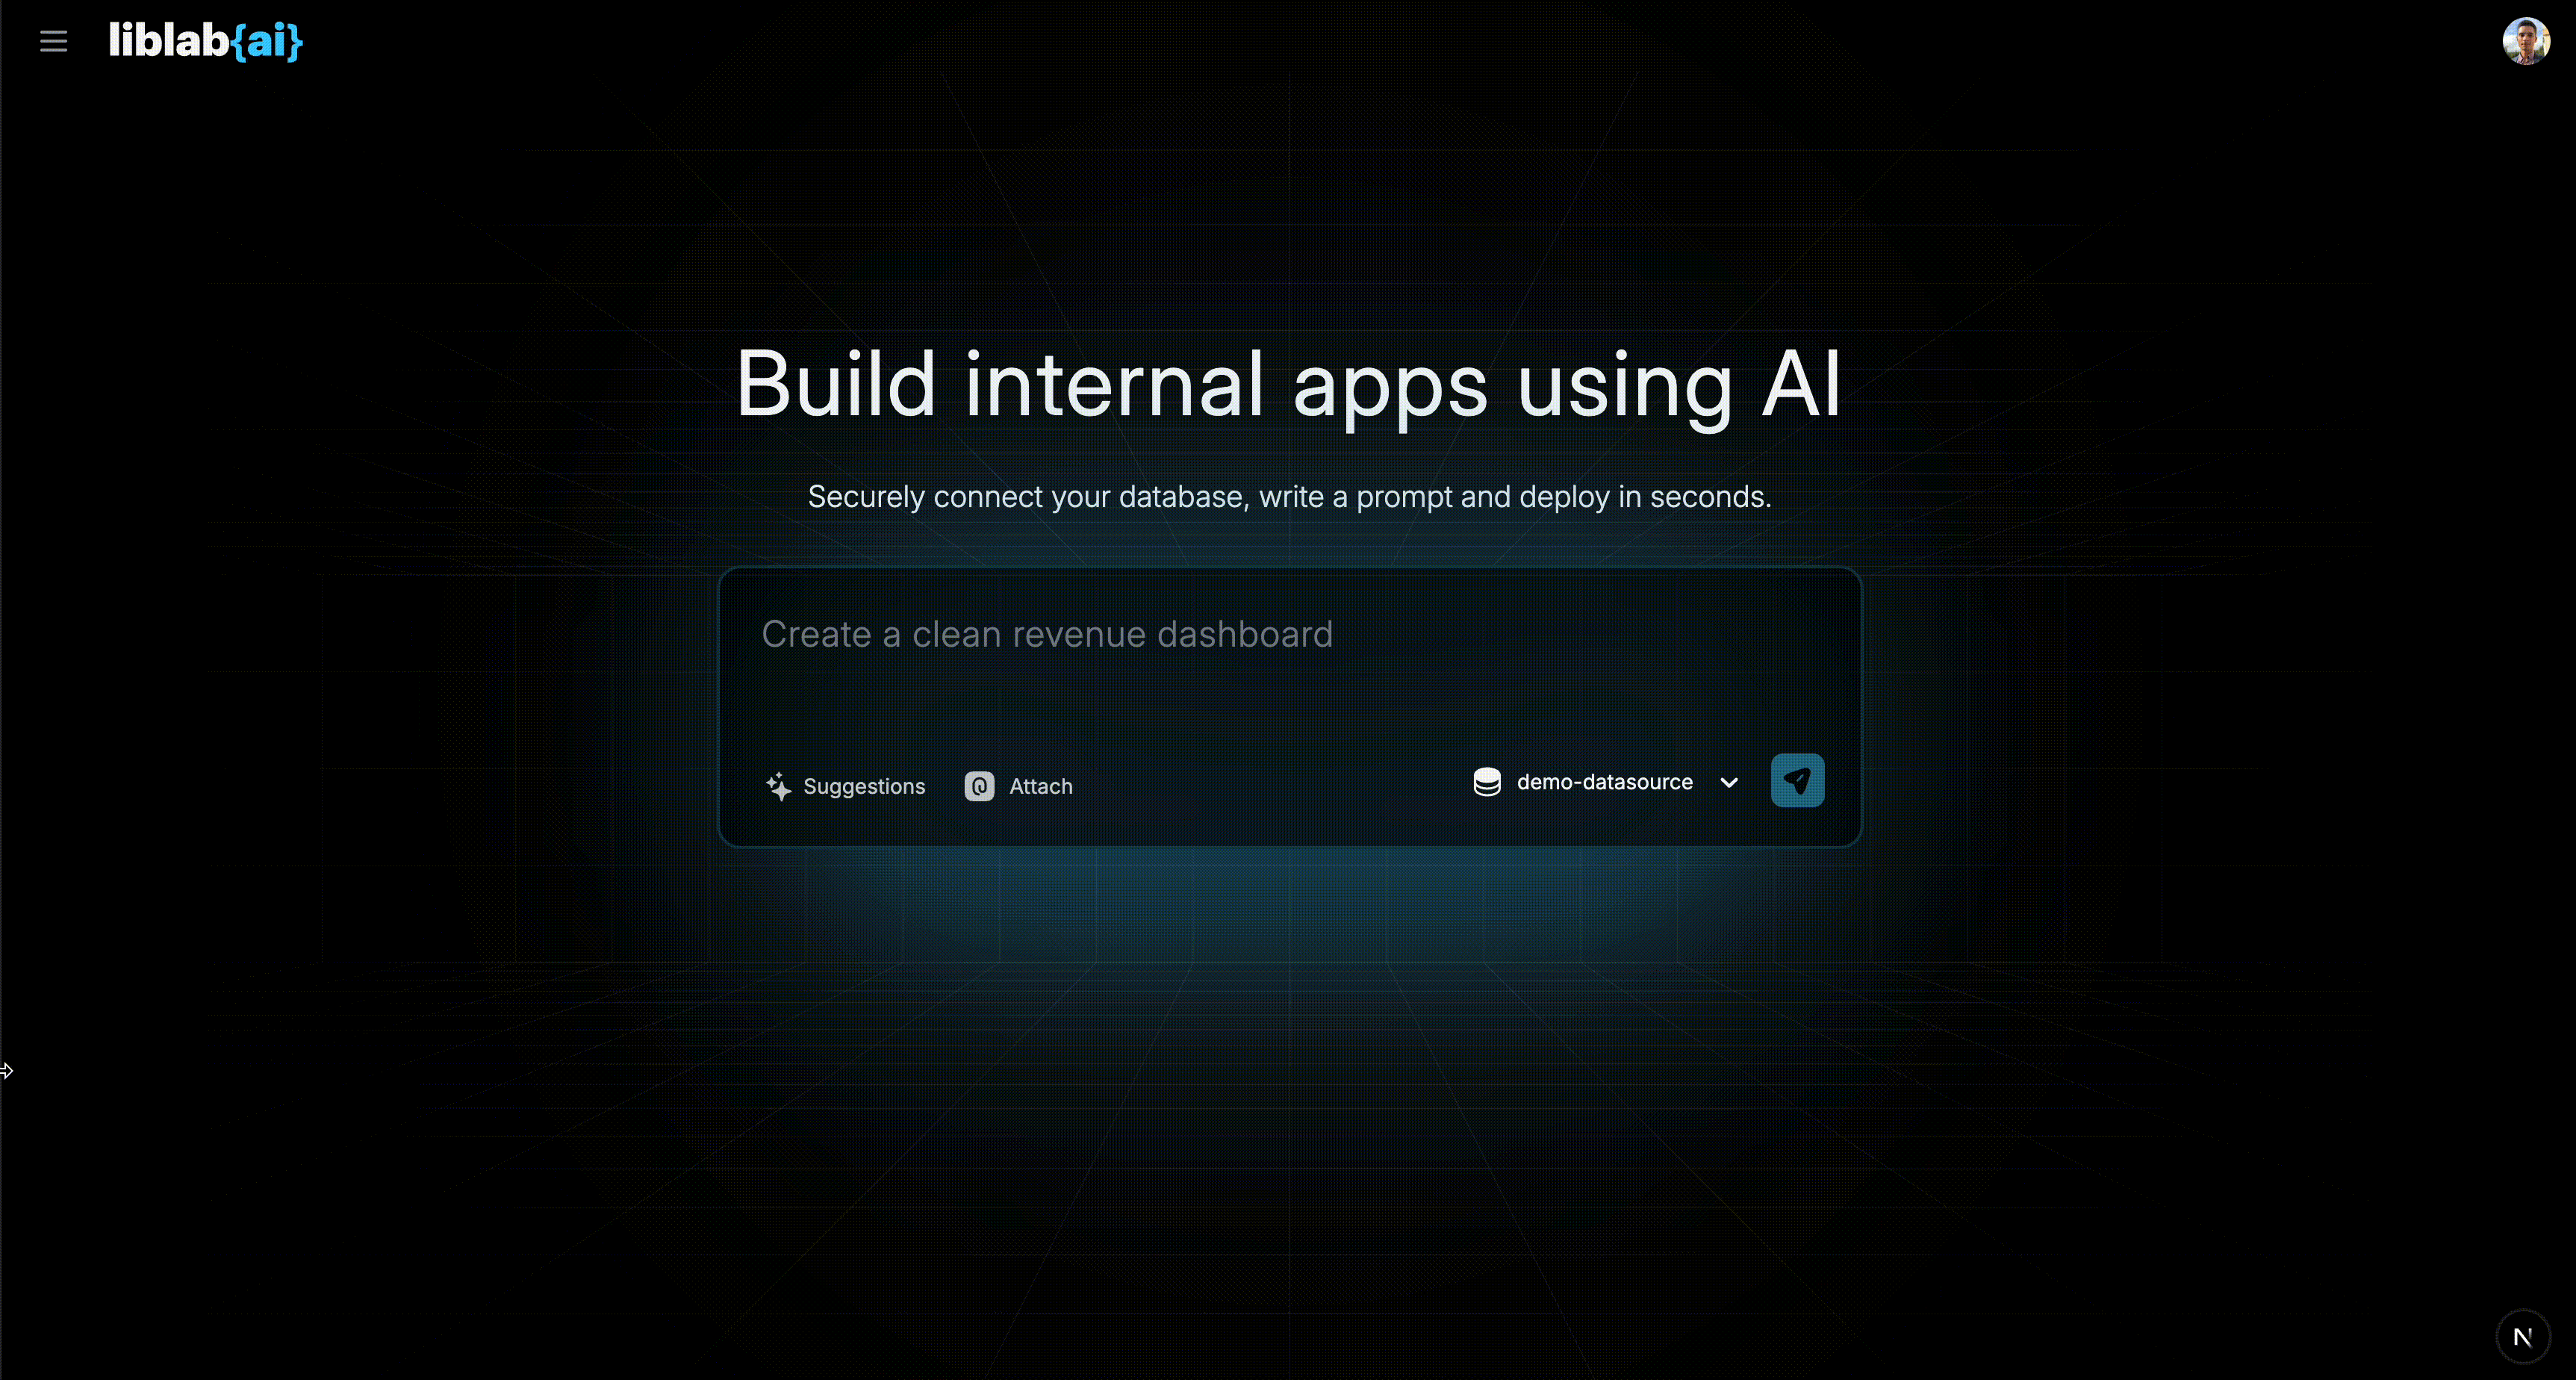 liblab{ai}
Build internal apps using AI
Securely connect your database, write a prompt and deploy in seconds.
Create a clean revenue dashboard
Suggestions
Attach
demo-datasource
N